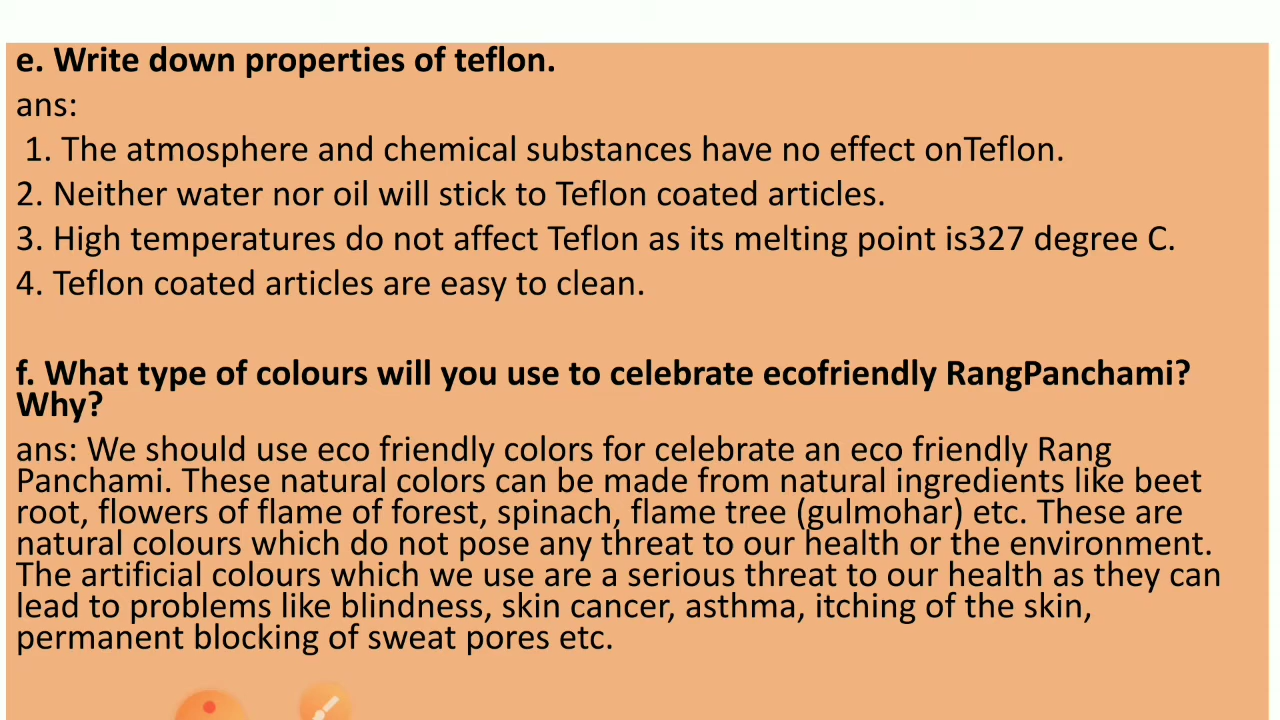 e. Write down properties of teflon.
ans:
1. The atmosphere and chemical substances have no effect onTeflon.
2. Neither water nor oil will stick to Teflon coated articles.
3. High temperatures do not affect Teflon as its melting point is327 degree C.
4. Teflon coated articles are easy to clean.
f. What type of colours will you use to celebrate ecofriendly RangPanchami?
Why?
ans: We should use eco friendly colors for celebrate an eco friendly Rang
Panchami. These natural colors can be made from natural ingredients like beet
root, flowers of flame of forest, spinach, flame tree (gulmohar) etc. These are
natural colours which do not pose any threat to our health or the environment.
The artificial colours which we use are a serious threat to our health as they can
lead to problems like blindness, skin cancer, asthma, itching of the skin,
permanent blocking of sweat pores etc.